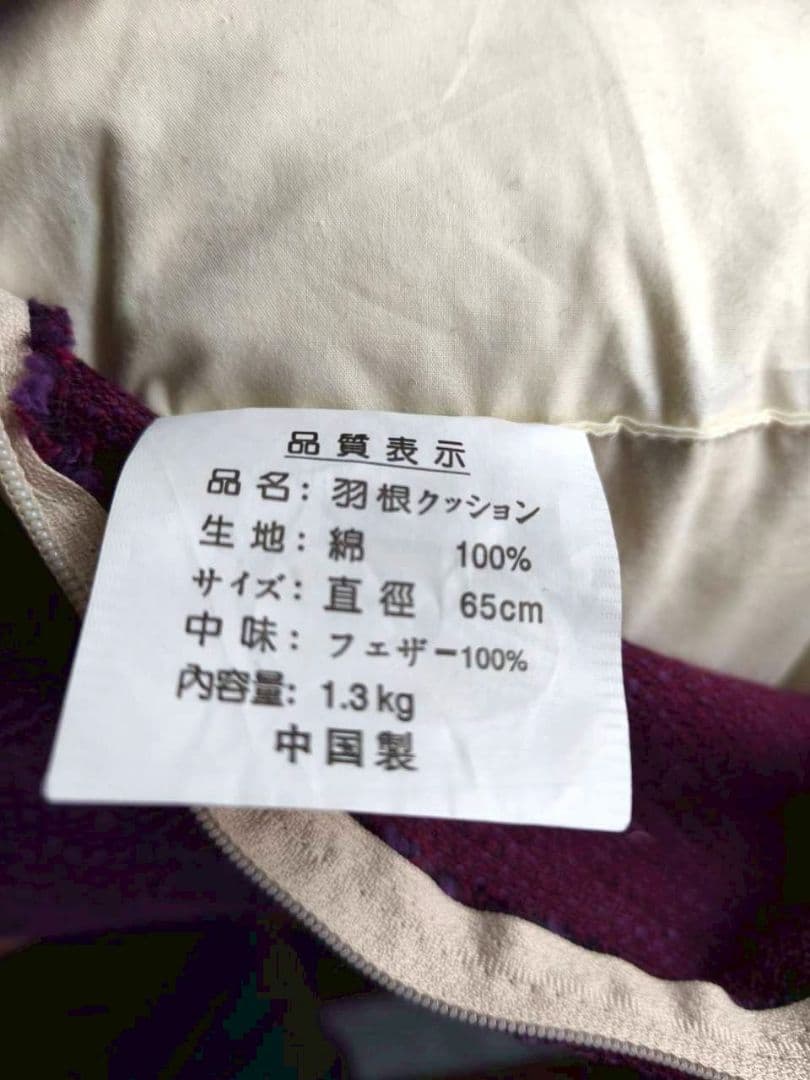 品質表示
品名：羽根クッション
生地：綿 100%
サイズ：直徑 65cm
中味：フェザー100%
內容量：1.3kg
中国製